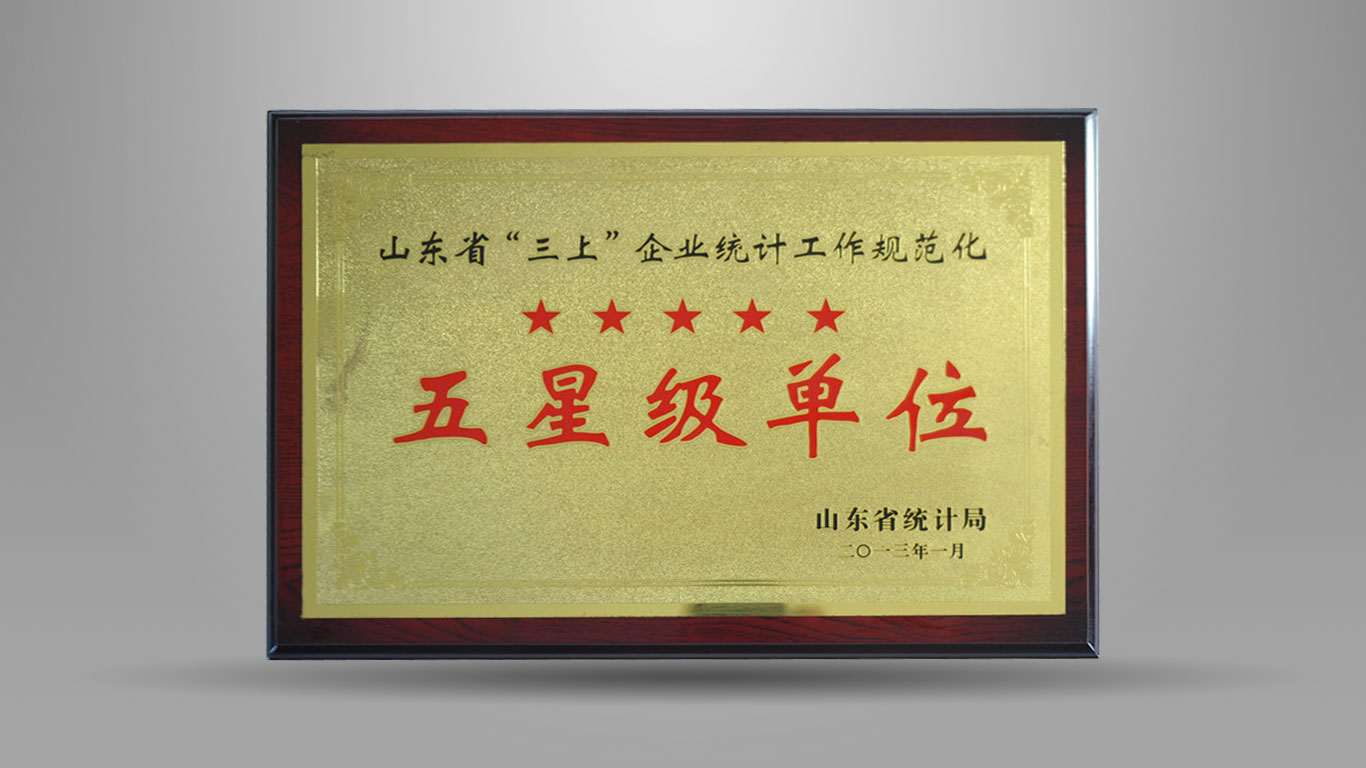 山东省“三上”企业统计工作规范化
★★★★★
五星级单位
山东省统计局
二〇一三年一月